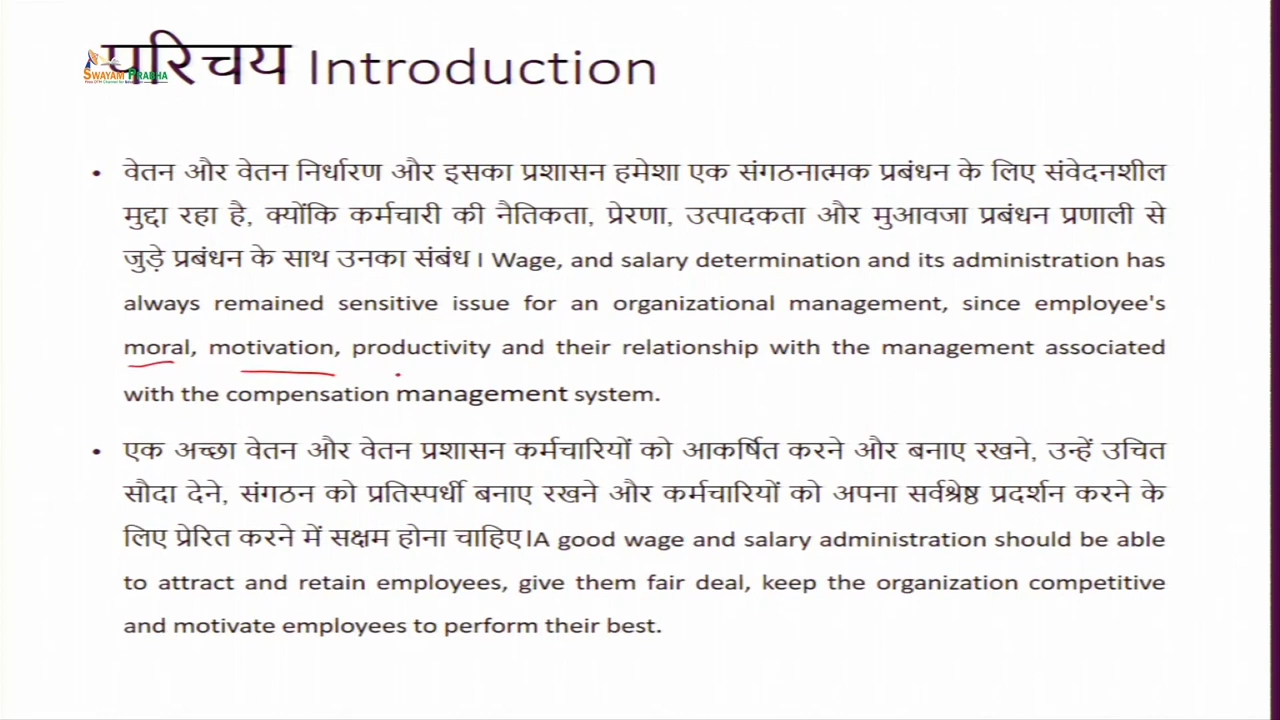 परिचय Introduction
SWAYAM PRABHA
• वेतन और वेतन निर्धारण और इसका प्रशासन हमेशा एक संगठनात्मक प्रबंधन के लिए संवेदनशील
मुद्दा रहा है, क्योंकि कर्मचारी की नैतिकता, प्रेरणा, उत्पादकता और मुआवजा प्रबंधन प्रणाली से
जुड़े प्रबंधन के साथ उनका संबंध। Wage, and salary determination and its administration has
always remained sensitive issue for an organizational management, since employee's
moral, motivation, productivity and their relationship with the management associated
with the compensation management system.
• एक अच्छा वेतन और वेतन प्रशासन कर्मचारियों को आकर्षित करने और बनाए रखने, उन्हें उचित
सौदा देने, संगठन को प्रतिस्पर्धी बनाए रखने और कर्मचारियों को अपना सर्वश्रेष्ठ प्रदर्शन करने के
लिए प्रेरित करने में सक्षम होना चाहिए।A good wage and salary administration should be able
to attract and retain employees, give them fair deal, keep the organization competitive
and motivate employees to perform their best.